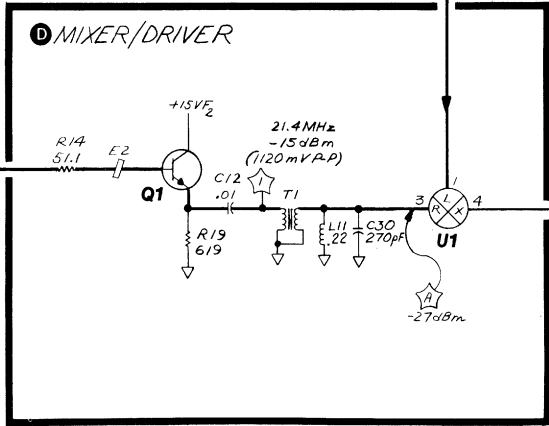 D MIXER/DRIVER
+15VF2
21.4MHz
-15dBm
(1120mV P-P)
R14
51.1
E2
Q1
C12
.01
1
T1
R19
619
L11
.22
C30
270pF
3
R
L
X
1
4
U1
A
-27dBm